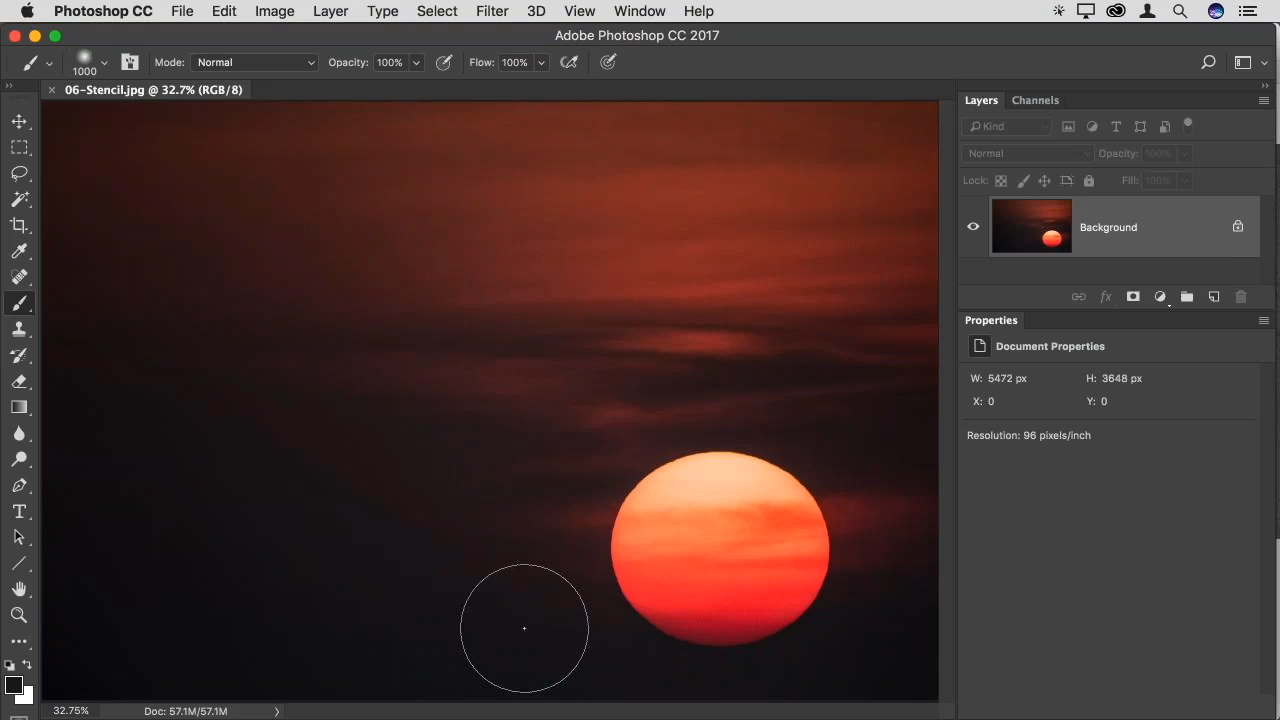 Photoshop CC File Edit Image Layer Type Select Filter 3D View Window Help
Adobe Photoshop CC 2017
1000 Mode: Normal Opacity: 100% Flow: 100%
06-Stencil.jpg @ 32.7% (RGB/8)
Layers Channels
Kind
Normal Opacity: 100%
Lock: Fill: 100%
Background
fx
Properties
Document Properties
W: 5472 px H: 3648 px
X: 0 Y: 0
Resolution: 96 pixels/inch
32.75% Doc: 57.1M/57.1M